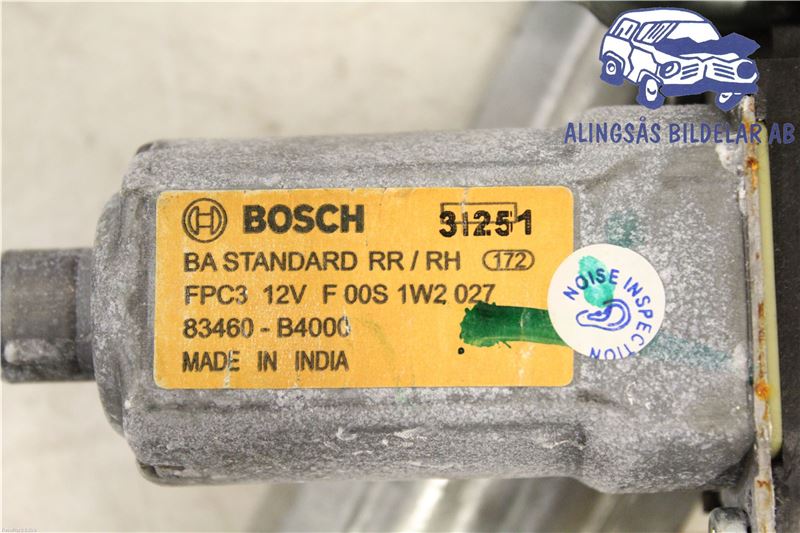 ALINGSÅS BILDELAR AB
BOSCH 31251
BA STANDARD RR / RH 172
FPC3 12V F 00S 1W2 027
83460 - B4000
MADE IN INDIA
NOISE INSPECTION